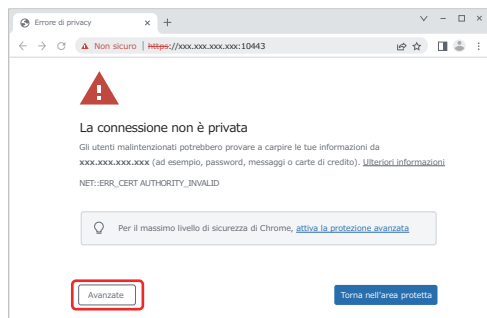 Errore di privacy
Non sicuro | https://xxx.xxx.xxx.xxx:10443
La connessione non è privata
Gli utenti malintenzionati potrebbero provare a carpire le tue informazioni da
xxx.xxx.xxx.xxx (ad esempio, password, messaggi o carte di credito). Ulteriori informazioni
NET::ERR_CERT AUTHORITY_INVALID
Per il massimo livello di sicurezza di Chrome, attiva la protezione avanzata
Avanzate
Torna nell'area protetta